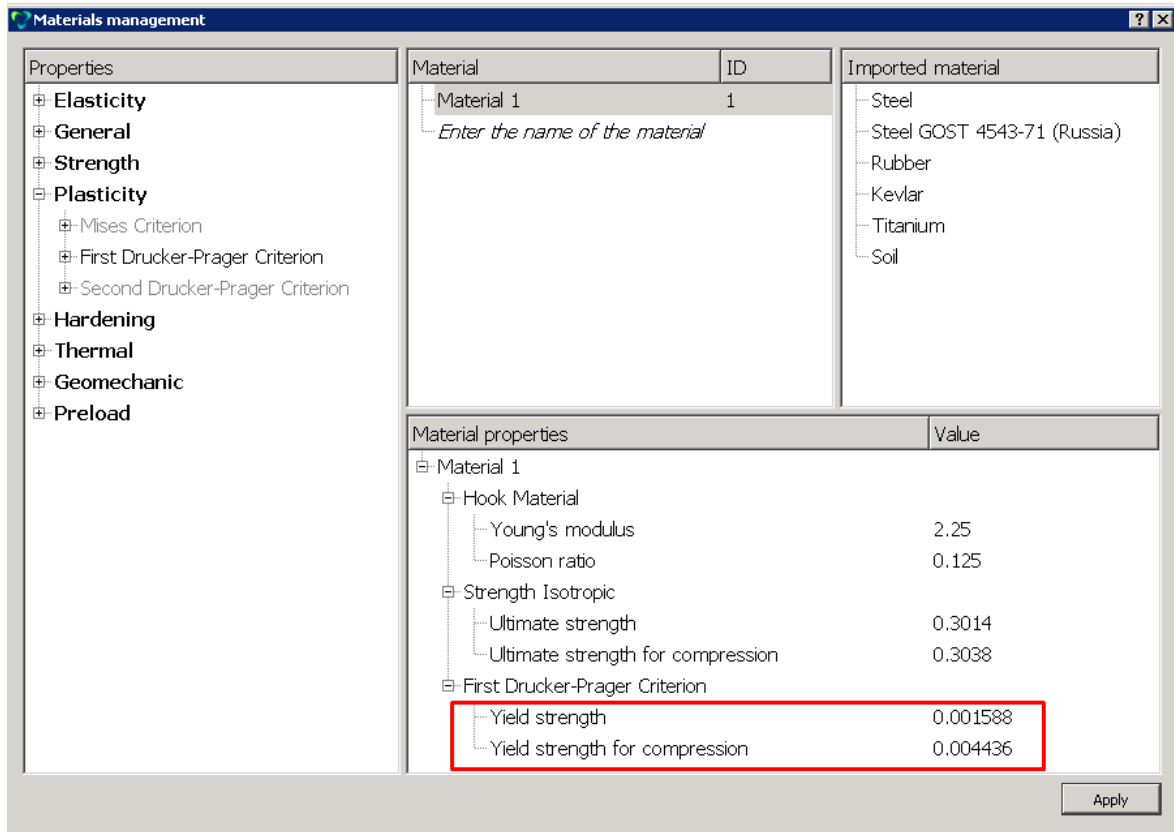 Materials management
Properties
Elasticity
General
Strength
Plasticity
Mises Criterion
First Drucker-Prager Criterion
Second Drucker-Prager Criterion
Hardening
Thermal
Geomechanic
Preload
Material ID
Material 1 1
Enter the name of the material
Imported material
Steel
Steel GOST 4543-71 (Russia)
Rubber
Kevlar
Titanium
Soil
Material properties Value
Material 1
Hook Material
Young's modulus 2.25
Poisson ratio 0.125
Strength Isotropic
Ultimate strength 0.3014
Ultimate strength for compression 0.3038
First Drucker-Prager Criterion
Yield strength 0.001588
Yield strength for compression 0.004436
Apply